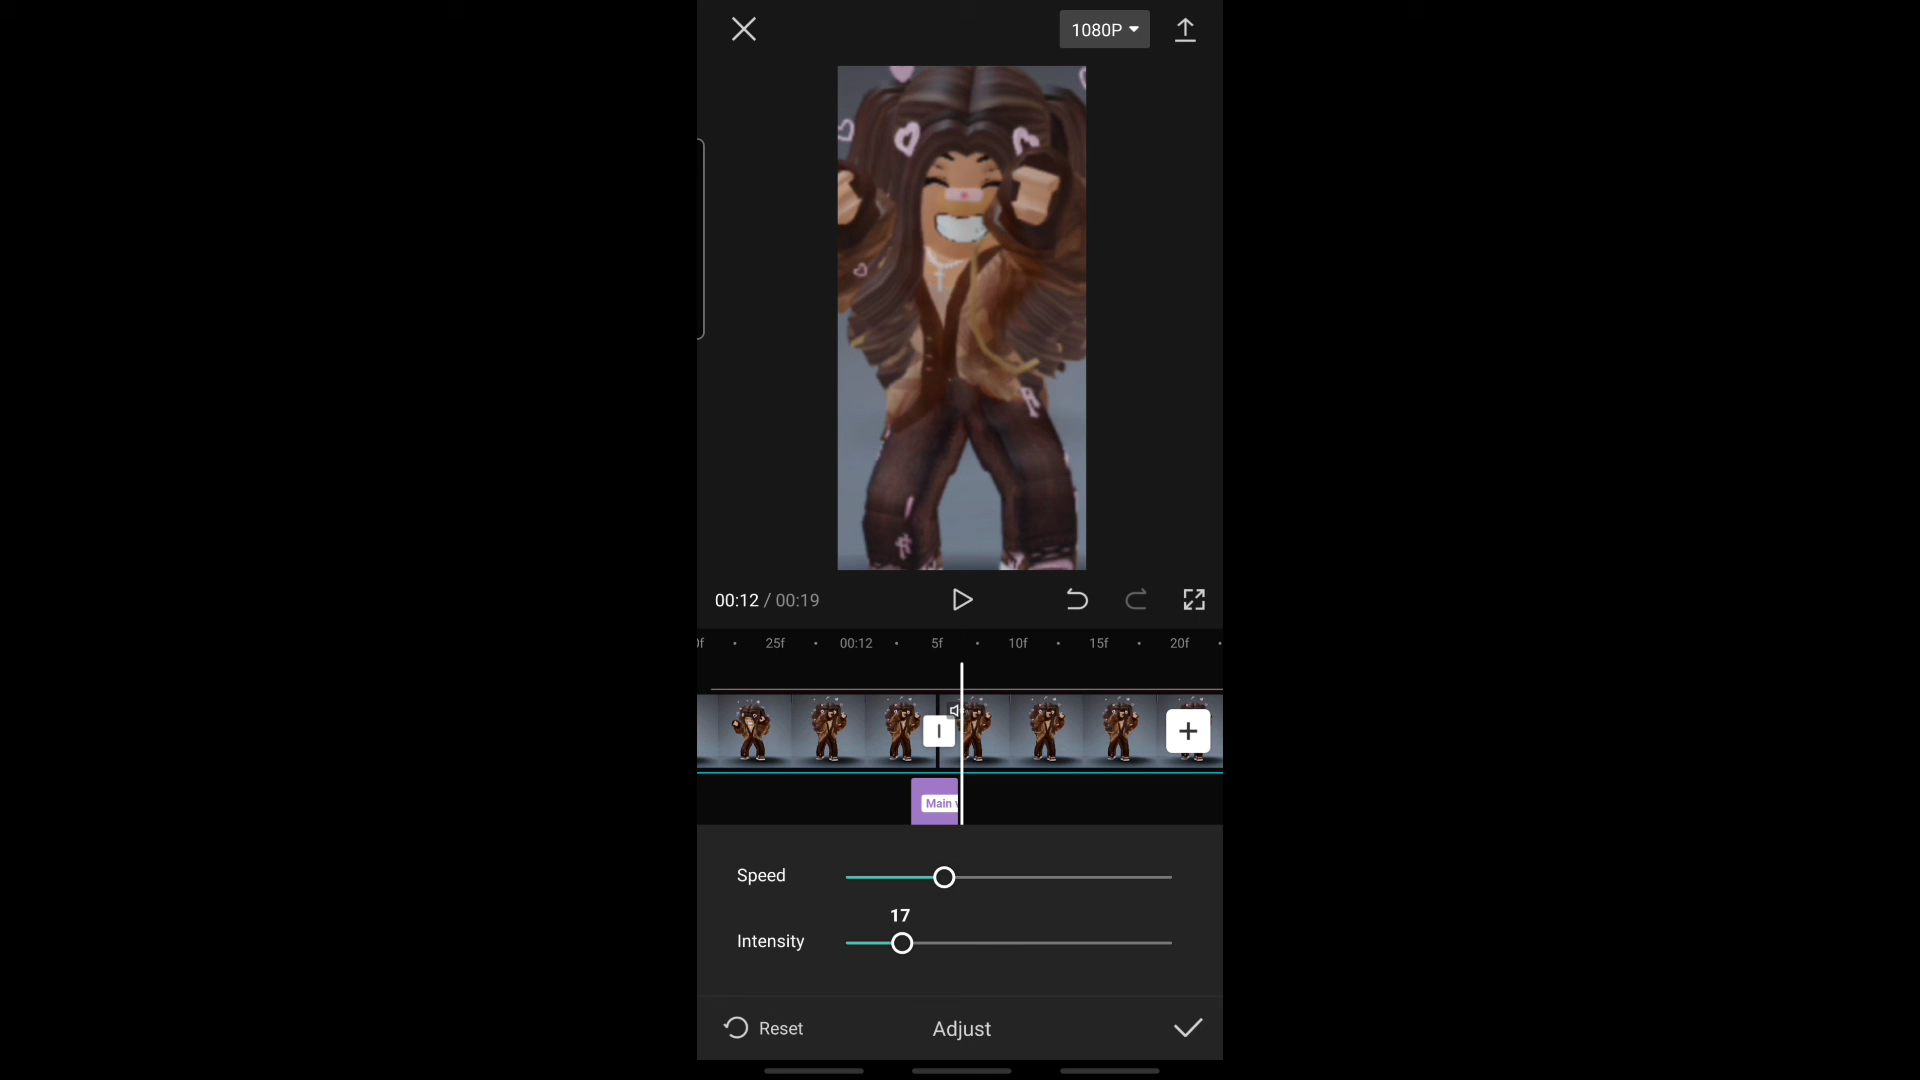 1080P
00:12 / 00:19
25f 00:12 5f 10f 15f 20f
Main
Speed
17
Intensity
Reset Adjust